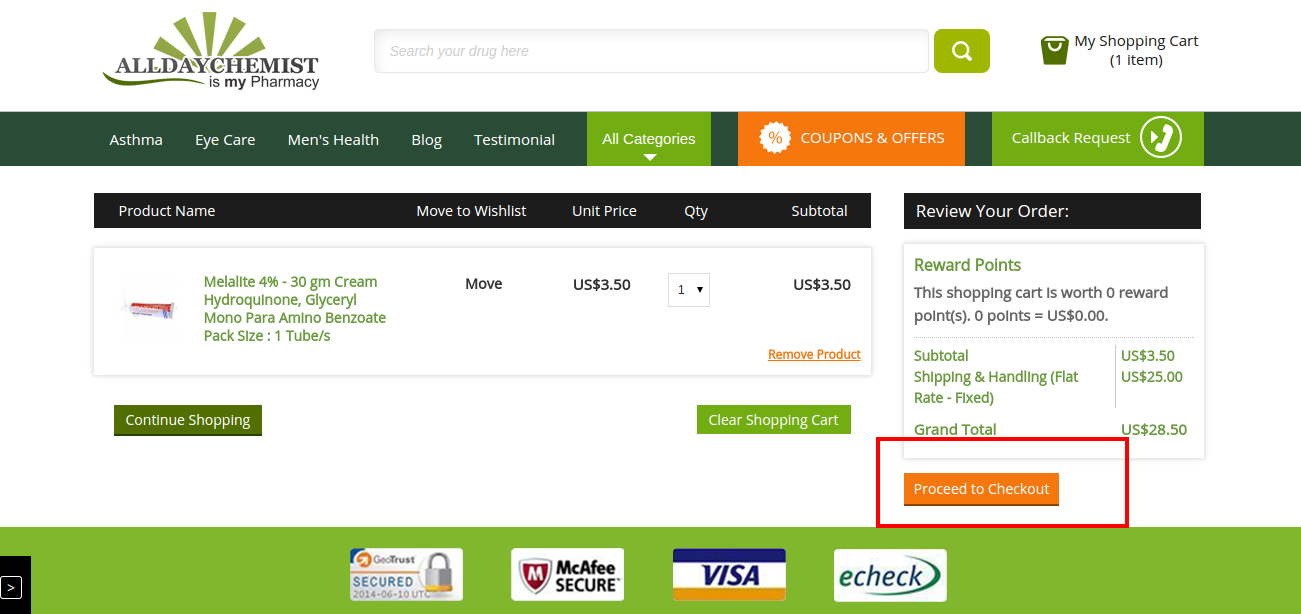 ALLDAYCHEMIST
is my Pharmacy
Search your drug here
My Shopping Cart
(1 item)
Asthma
Eye Care
Men's Health
Blog
Testimonial
All Categories
%
COUPONS & OFFERS
Callback Request
Product Name
Move to Wishlist
Unit Price
Qty
Subtotal
Melalite 4% - 30 gm Cream
Hydroquinone, Glyceryl
Mono Para Amino Benzoate
Pack Size : 1 Tube/s
Move
US$3.50
1
US$3.50
Remove Product
Continue Shopping
Clear Shopping Cart
Review Your Order:
Reward Points
This shopping cart is worth 0 reward
point(s). 0 points = US$0.00.
Subtotal US$3.50
Shipping & Handling (Flat US$25.00
Rate - Fixed)
Grand Total US$28.50
Proceed to Checkout
>
GeoTrust
SECURED
2014-06-10 UTC
M
McAfee
SECURE™
VISA
echeck